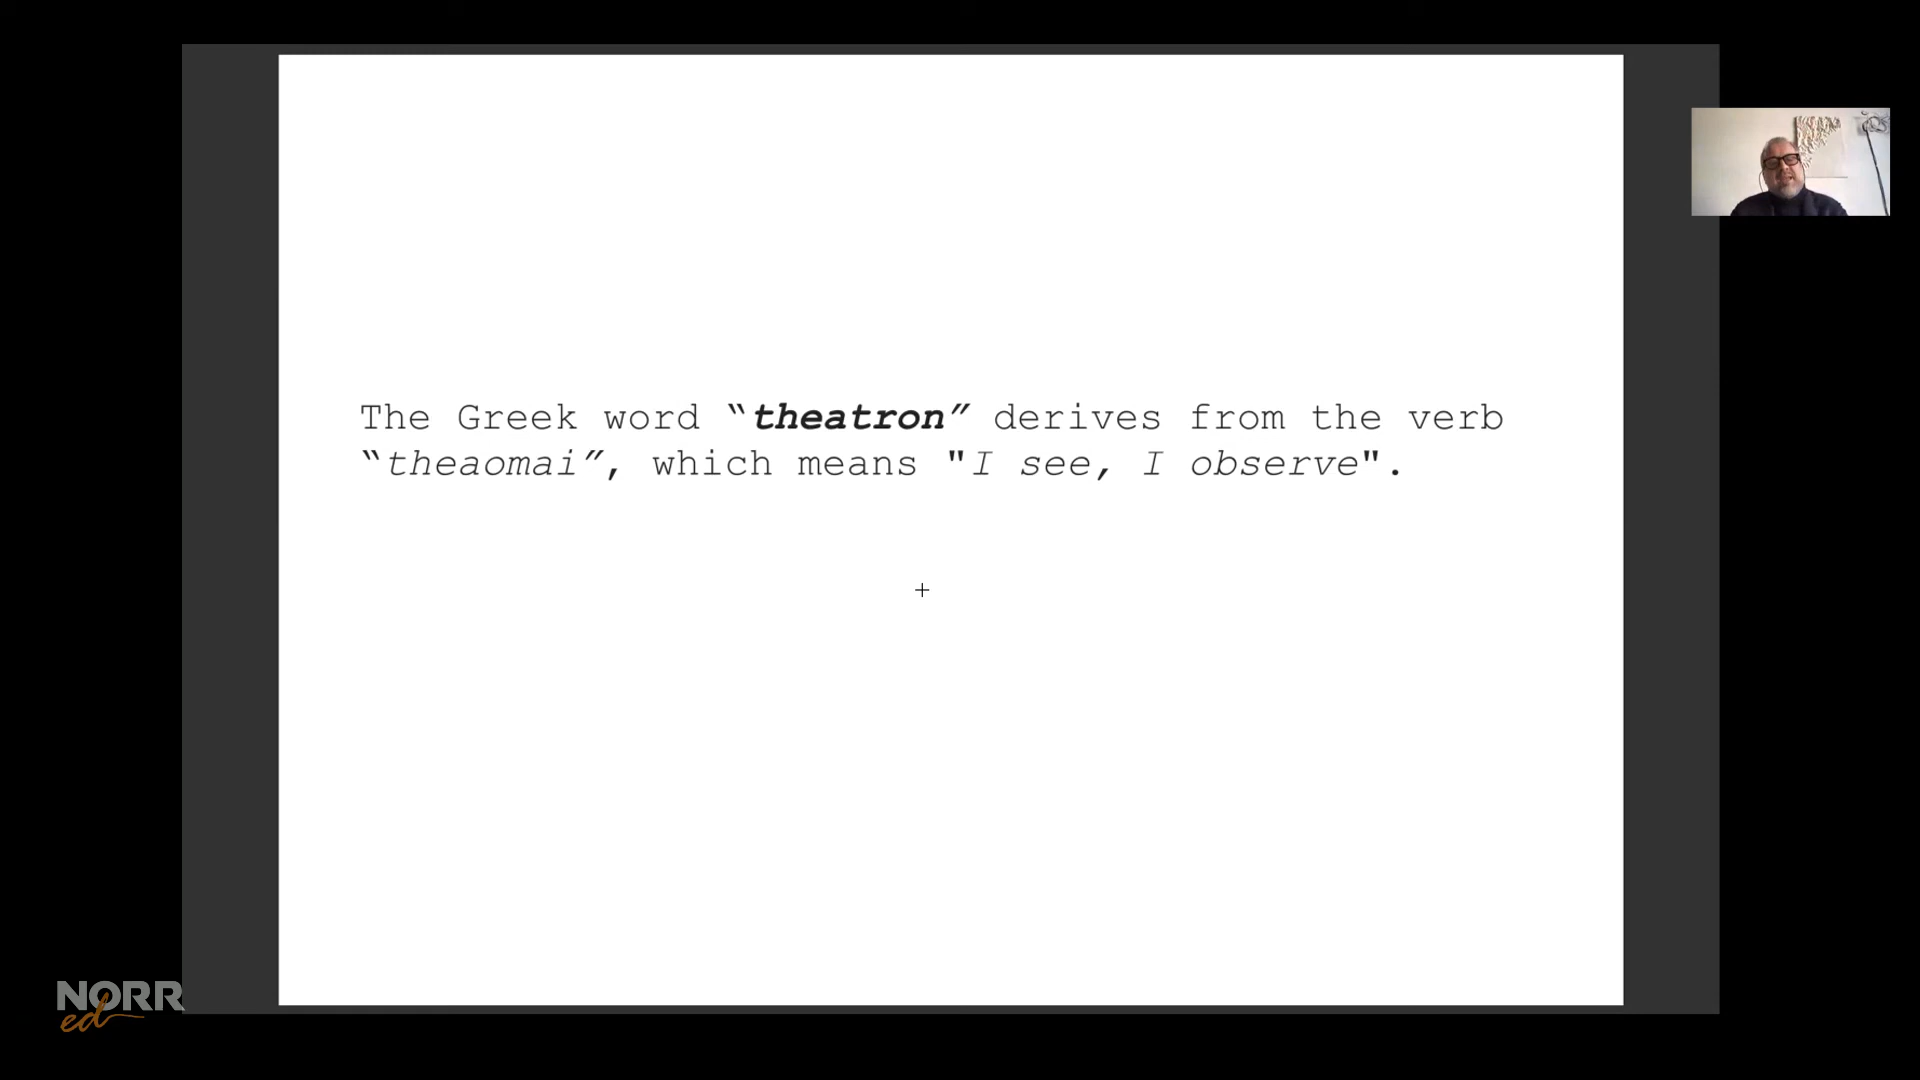 The Greek word “theatron” derives from the verb
“theaomai”, which means "I see, I observe".
NORR
ed